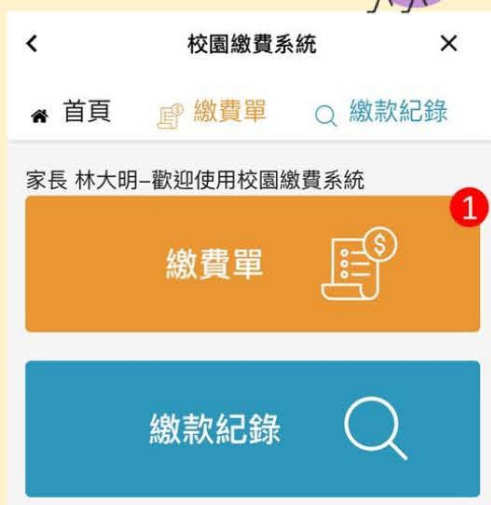 校園繳費系統
首頁 繳費單 繳款紀錄
家長 林大明–歡迎使用校園繳費系統
1
繳費單
繳款紀錄